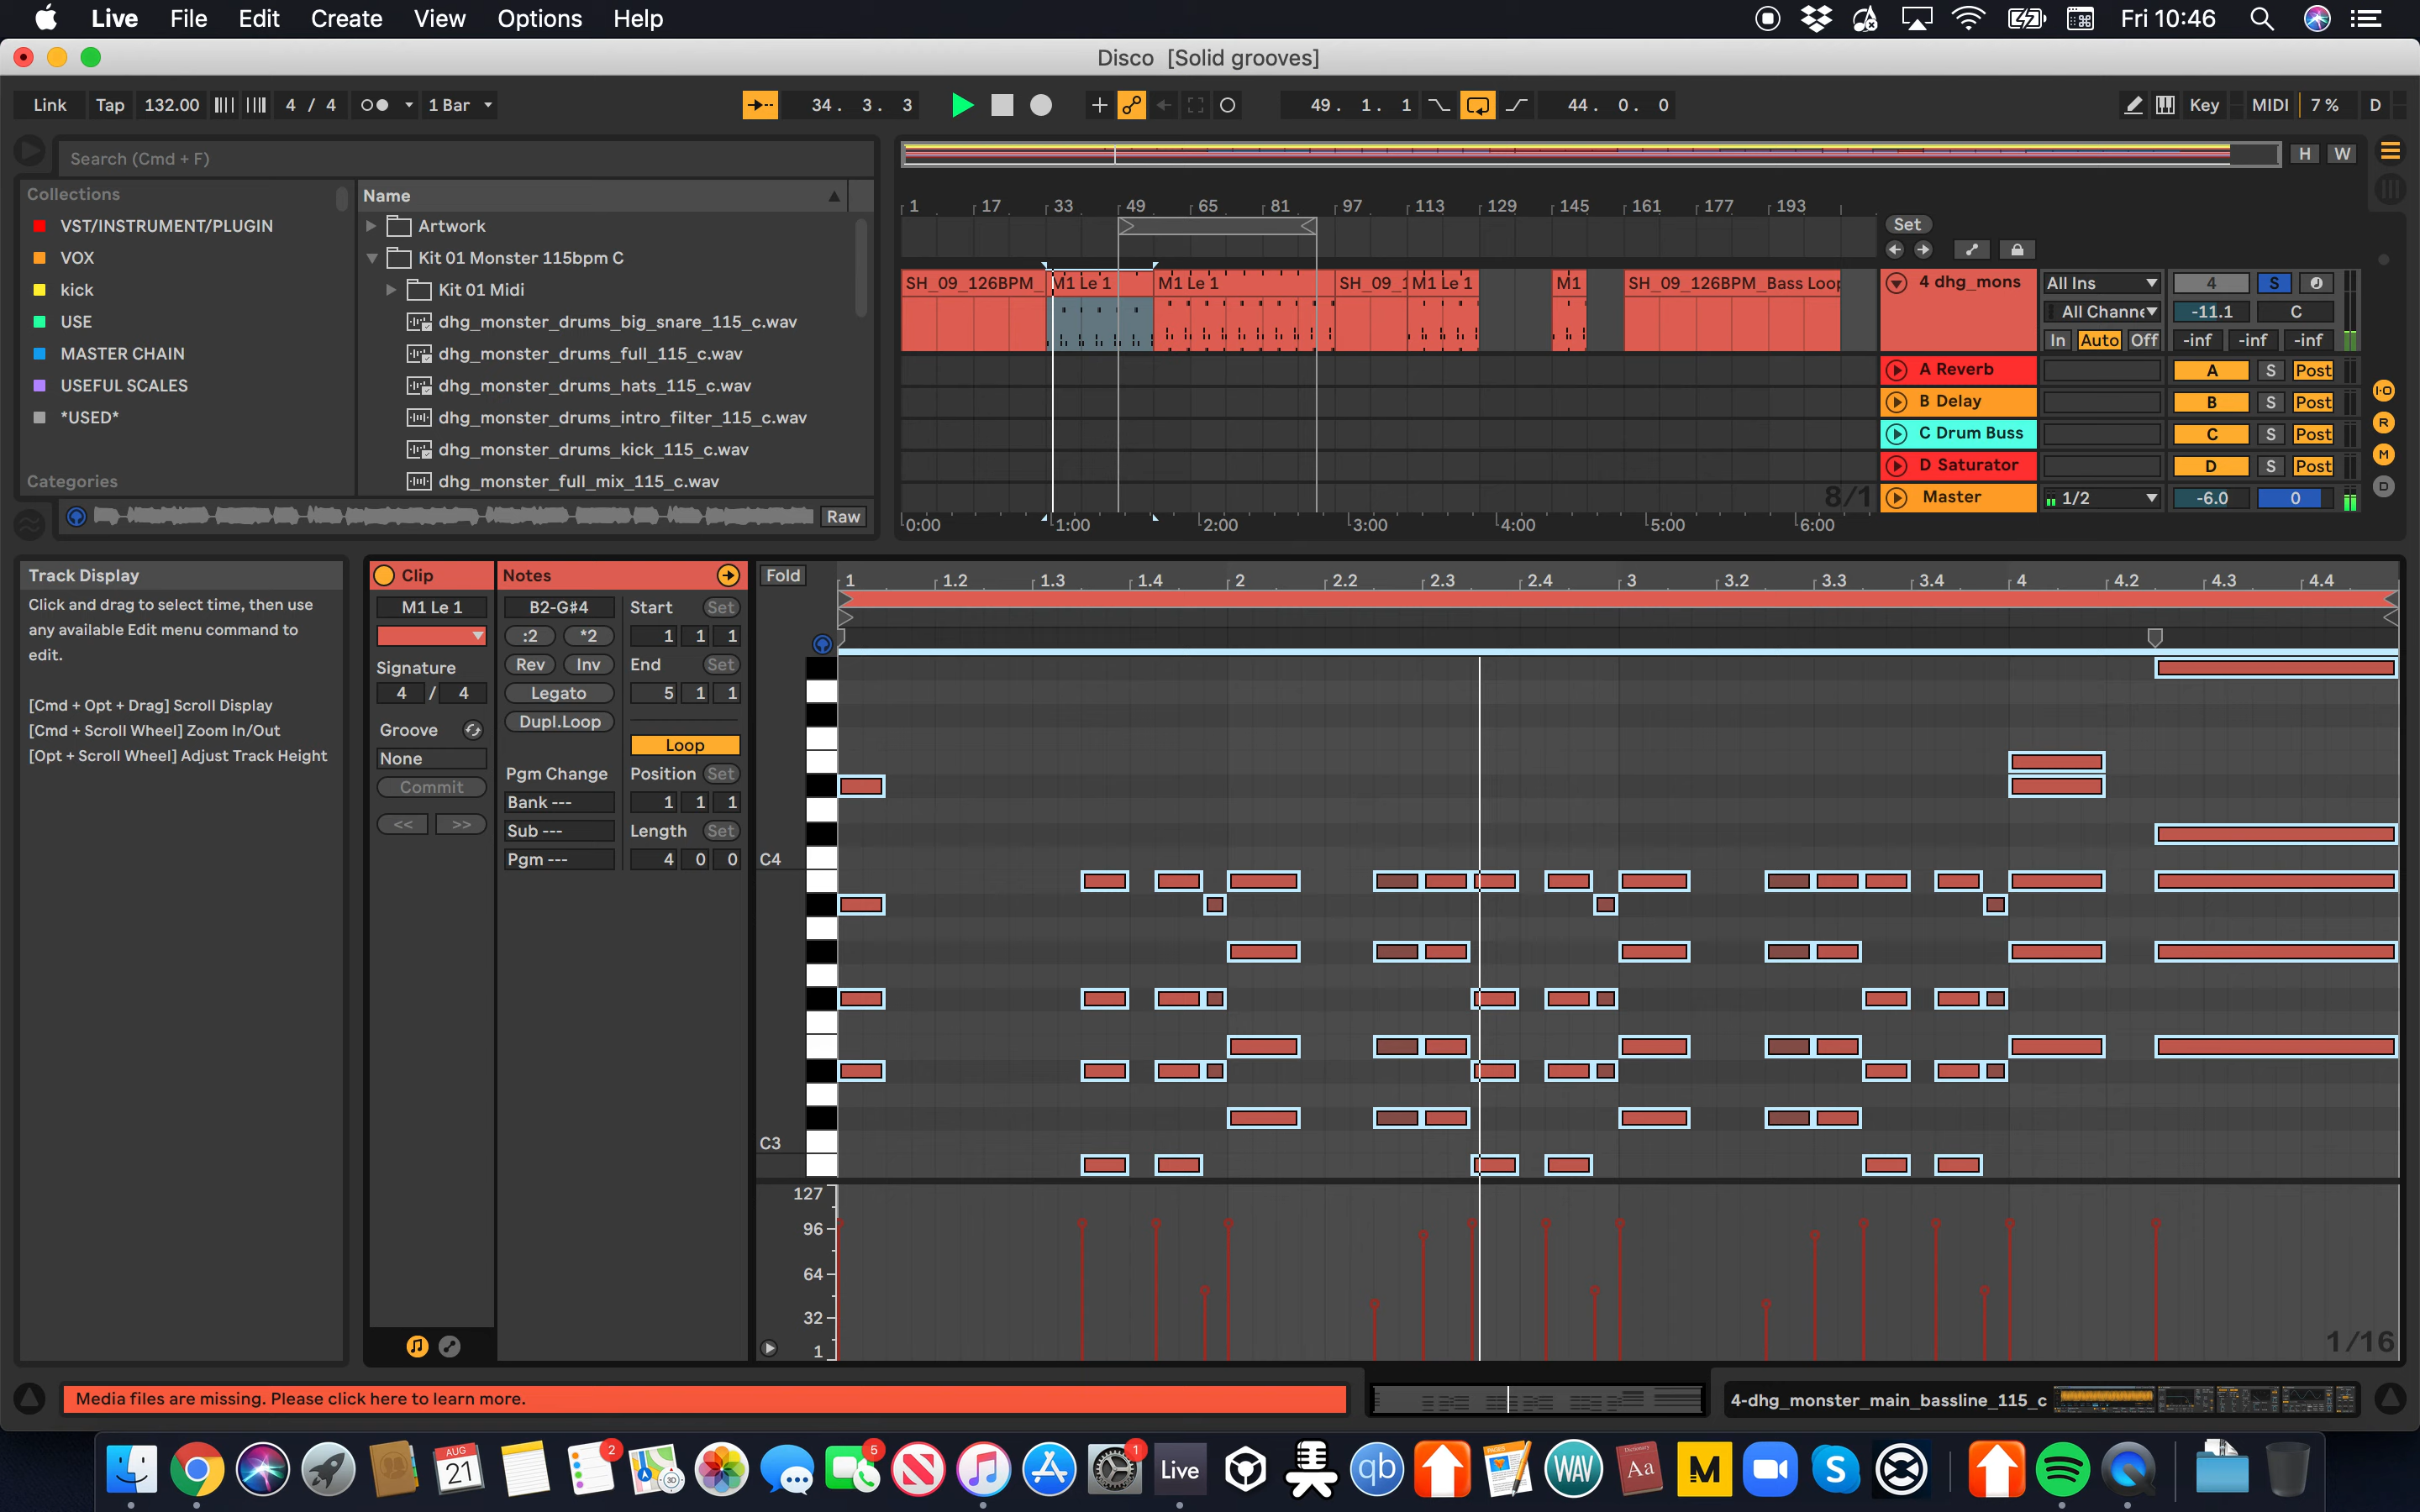 Live File Edit Create View Options Help Fri 10:46
Disco [Solid grooves]
Link Tap 132.00 4 / 4 1 Bar 34. 3. 3 49. 1. 1 44. 0. 0 Key MIDI 7 % D
Search (Cmd + F)
H W
Collections
Name
VST/INSTRUMENT/PLUGIN
VOX
kick
USE
MASTER CHAIN
USEFUL SCALES
*USED*
Categories
Artwork
Kit 01 Monster 115bpm C
Kit 01 Midi
dhg_monster_drums_big_snare_115_c.wav
dhg_monster_drums_full_115_c.wav
dhg_monster_drums_hats_115_c.wav
dhg_monster_drums_intro_filter_115_c.wav
dhg_monster_drums_kick_115_c.wav
dhg_monster_full_mix_115_c.wav
Raw
1 17 33 49 65 81 97 113 129 145 161 177 193
Set
SH_09_126BPM_ M1 Le 1 M1 Le 1 SH_09_1 M1 Le 1 M1 SH_09_126BPM_Bass Loop
4 dhg_mons All Ins 4 S
All Channe -11.1 C
In Auto Off -inf -inf -inf
A Reverb A S Post
B Delay B S Post
C Drum Buss C S Post
D Saturator D S Post
8/1
Master 1/2 -6.0 0
0:00 1:00 2:00 3:00 4:00 5:00 6:00
I·O
R
M
D
Track Display
Click and drag to select time, then use
any available Edit menu command to
edit.
[Cmd + Opt + Drag] Scroll Display
[Cmd + Scroll Wheel] Zoom In/Out
[Opt + Scroll Wheel] Adjust Track Height
Clip
M1 Le 1
Signature
4 / 4
Groove
None
Commit
<< >>
Notes
B2-G#4
:2 *2
Rev Inv
Legato
Dupl.Loop
Pgm Change
Bank ---
Sub ---
Pgm ---
Start Set
1 1 1
End Set
5 1 1
Loop
Position Set
1 1 1
Length Set
4 0 0
Fold
1 1.2 1.3 1.4 2 2.2 2.3 2.4 3 3.2 3.3 3.4 4 4.2 4.3 4.4
C4
C3
127
96
64
32
1
1/16
Media files are missing. Please click here to learn more.
4-dhg_monster_main_bassline_115_c
AUG
21
2
3D
5
1
Live
qb
PAGES
WAV
Dictionary
Aa
M
S